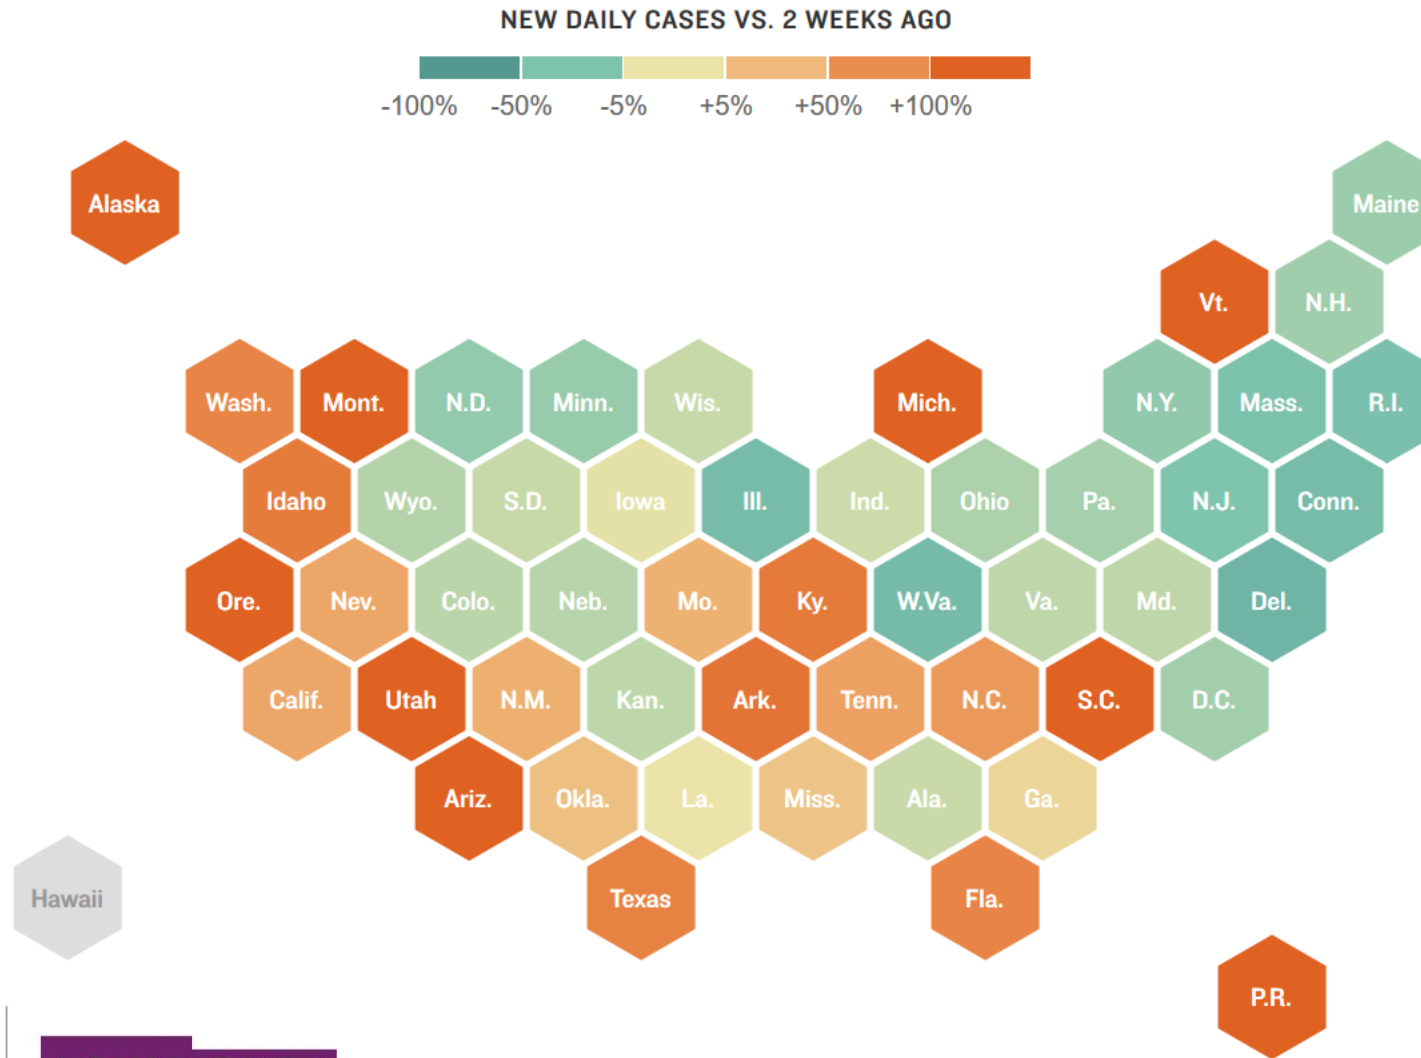 NEW DAILY CASES VS. 2 WEEKS AGO
-100% -50% -5% +5% +50% +100%
Alaska Maine
Vt. N.H.
Wash. Mont. N.D. Minn. Wis. Mich. N.Y. Mass. R.I.
Idaho Wyo. S.D. Iowa Ill. Ind. Ohio Pa. N.J. Conn.
Ore. Nev. Colo. Neb. Mo. Ky. W.Va. Va. Md. Del.
Calif. Utah N.M. Kan. Ark. Tenn. N.C. S.C. D.C.
Ariz. Okla. La. Miss. Ala. Ga.
Hawaii Texas Fla.
P.R.